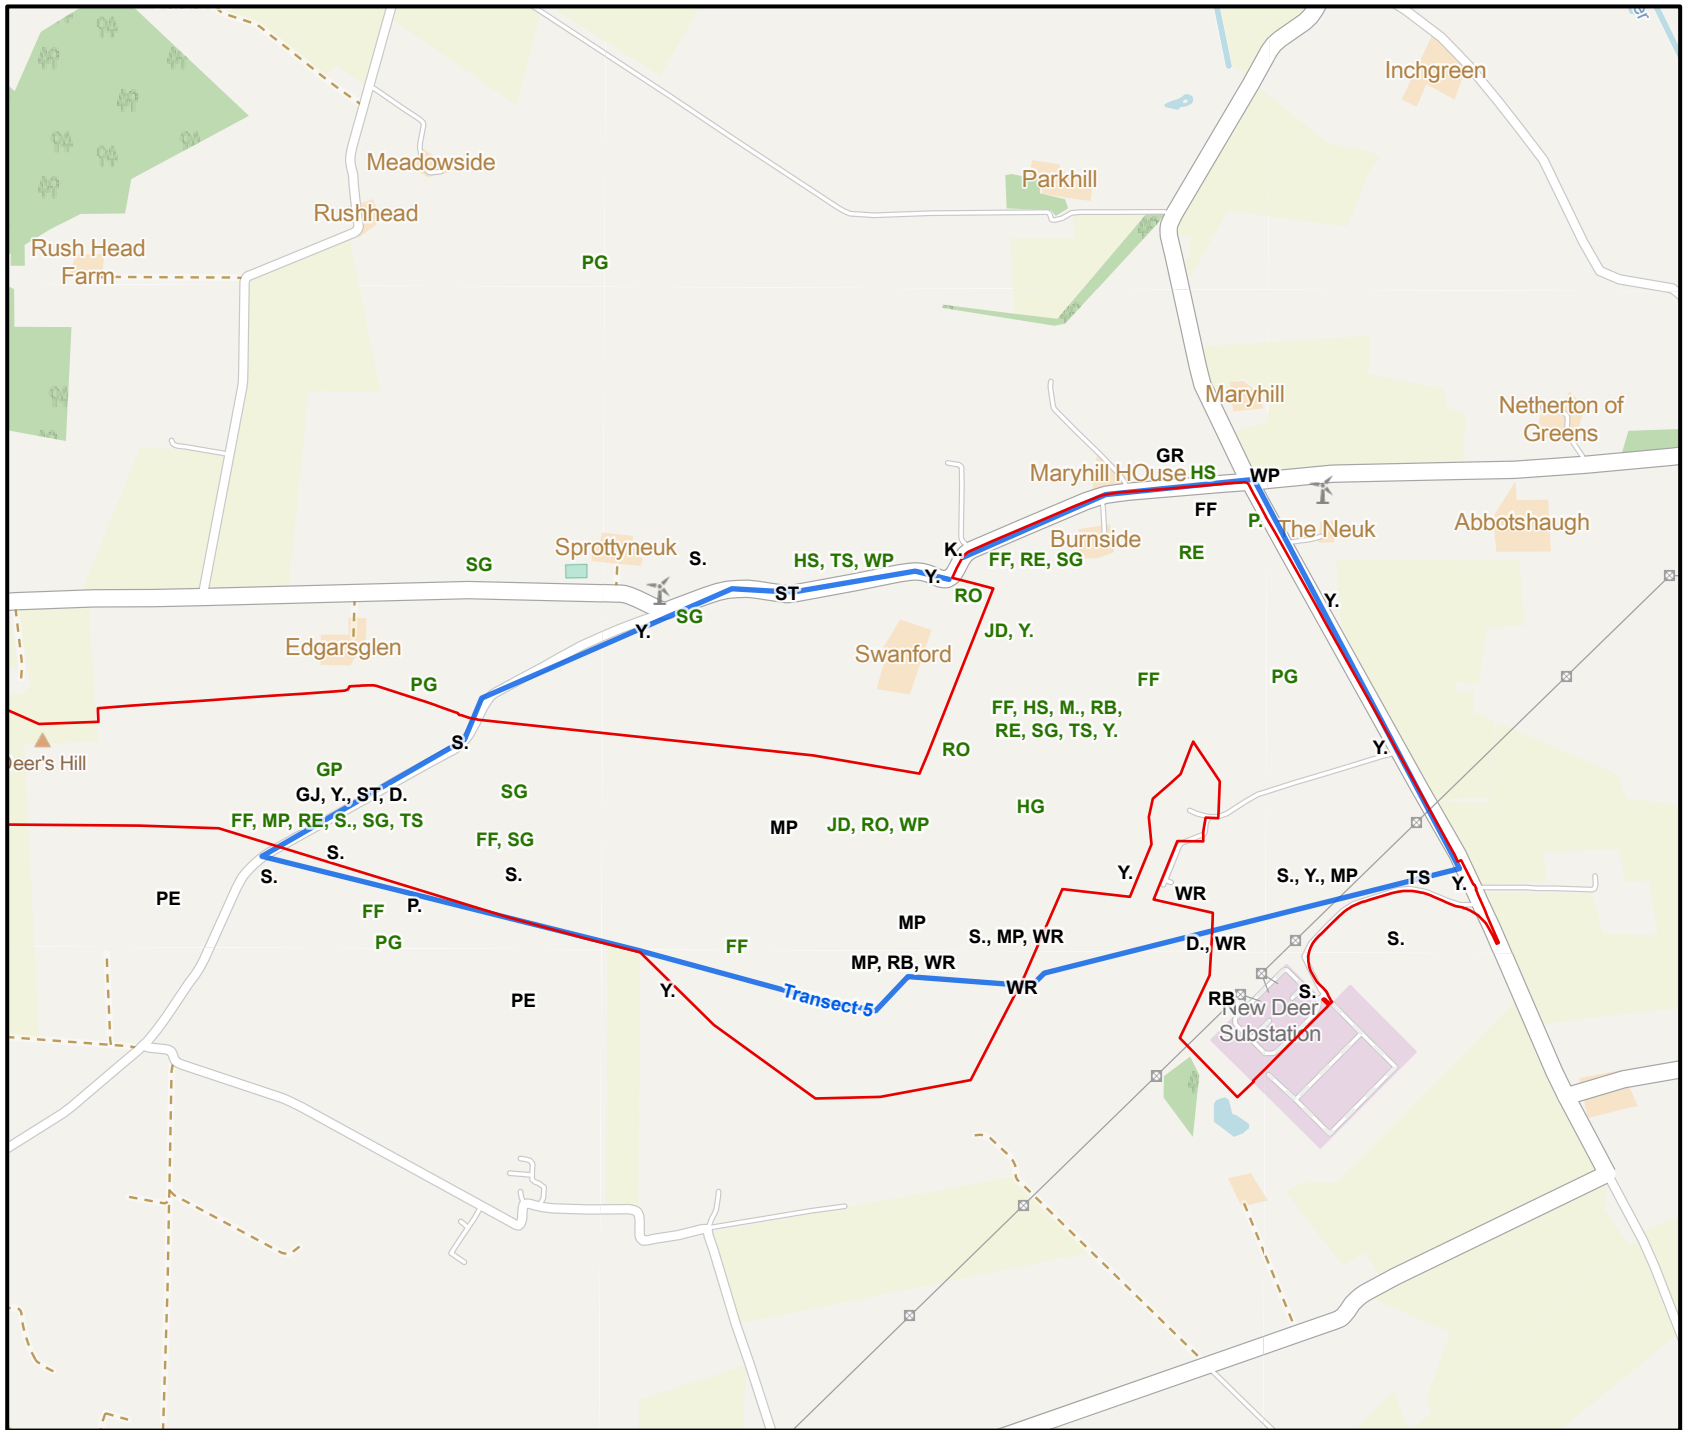 er
Inchgreen
Meadowside
Parkhill
Rushhead
Rush Head
Farm
PG
Maryhill
Netherton of
Greens
GR
Maryhill HOuse
HS
WP
FF
P.
The Neuk
Abbotshaugh
Burnside
Sprottyneuk
S.
K.
SG
HS, TS, WP
FF, RE, SG
RE
Y.
ST
RO
Y.
SG
Y.
JD, Y.
Edgarsglen
Swanford
PG
FF
PG
FF, HS, M., RB,
RE, SG, TS, Y.
S.
RO
Y.
Deer's Hill
GP
GJ, Y., ST, D.
SG
HG
FF, MP, RE, S., SG, TS
MP
JD, RO, WP
FF, SG
S.
S.
S.
Y.
S., Y., MP
TS
Y.
PE
P.
WR
FF
MP
PG
FF
S., MP, WR
D., WR
S.
MP, RB, WR
Y.
WR
S.
PE
Transect 5
RB
New Deer
Substation